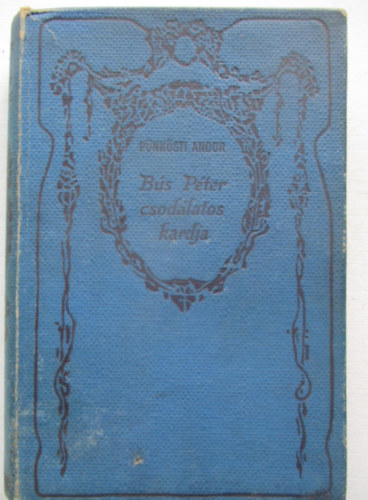 PÜNKÖSTI ANDOR
Bús Péter
csodálatos
kardja